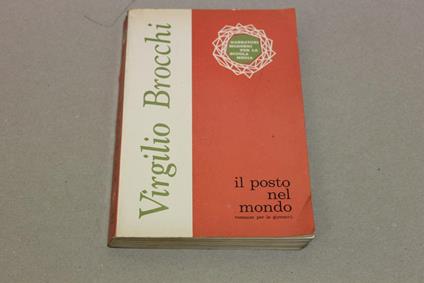 Virgilio Brocchi
NARRATORI
MODERNI
PER LA
SCUOLA
MEDIA
il posto
nel
mondo
romanzo per la gioventù